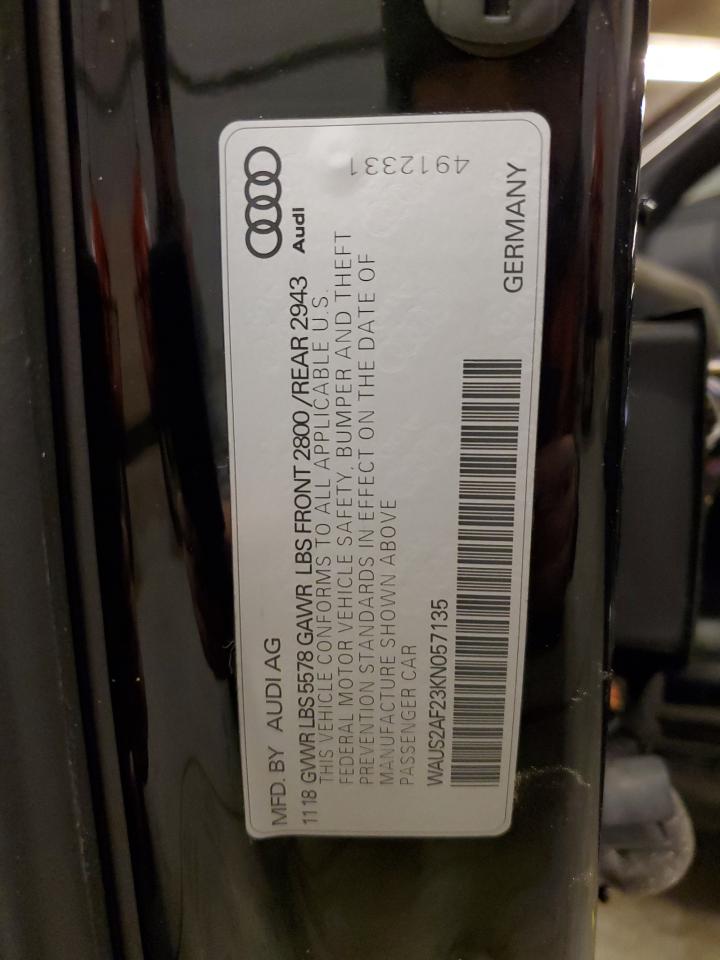 MFD. BY AUDI AG
11 18 GVWR LBS 5578 GAWR LBS FRONT 2800 / REAR 2943
Audi
THIS VEHICLE CONFORMS TO ALL APPLICABLE U.S.
FEDERAL MOTOR VEHICLE SAFETY, BUMPER AND THEFT
PREVENTION STANDARDS IN EFFECT ON THE DATE OF
MANUFACTURE SHOWN ABOVE
PASSENGER CAR
WAUS2AF23KN057135
GERMANY
4912331